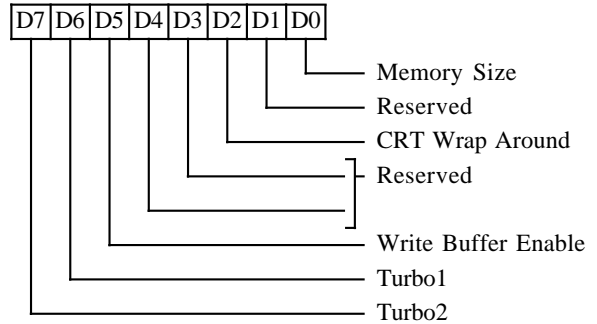 D7 D6 D5 D4 D3 D2 D1 D0
Memory Size
Reserved
CRT Wrap Around
Reserved
Write Buffer Enable
Turbo1
Turbo2